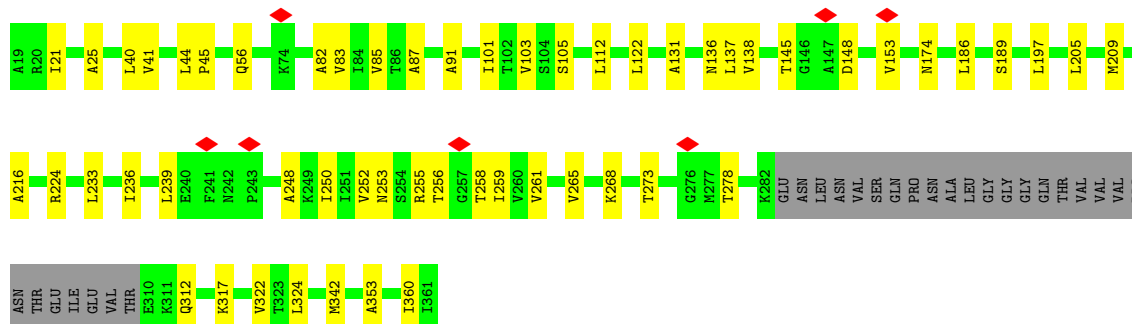 A19 R20 I21 A25 L40 V41 L44 P45 Q56 K74 A82 V83 I84 V85 T86 A87 A91 I101 T102 V103 S104 S105 L112 L122 A131 N136 L137 V138 T145 G146 A147 D148 V153 N174 L186 S189 L197 L205 M209
A216 R224 L233 I236 L239 E240 F241 N242 P243 A248 K249 I250 I251 V252 N253 S254 R255 T256 G257 T258 I259 V260 V261 V265 K268 T273 G276 M277 T278 K282 GLU ASN LEU ASN VAL SER GLN PRO ASN ASN ALA LEU GLY GLY GLY GLN THR VAL VAL VAL
ASN THR GLU ILE GLU VAL THR E310 K311 Q312 K317 V322 T323 L324 M342 A353 I360 I361